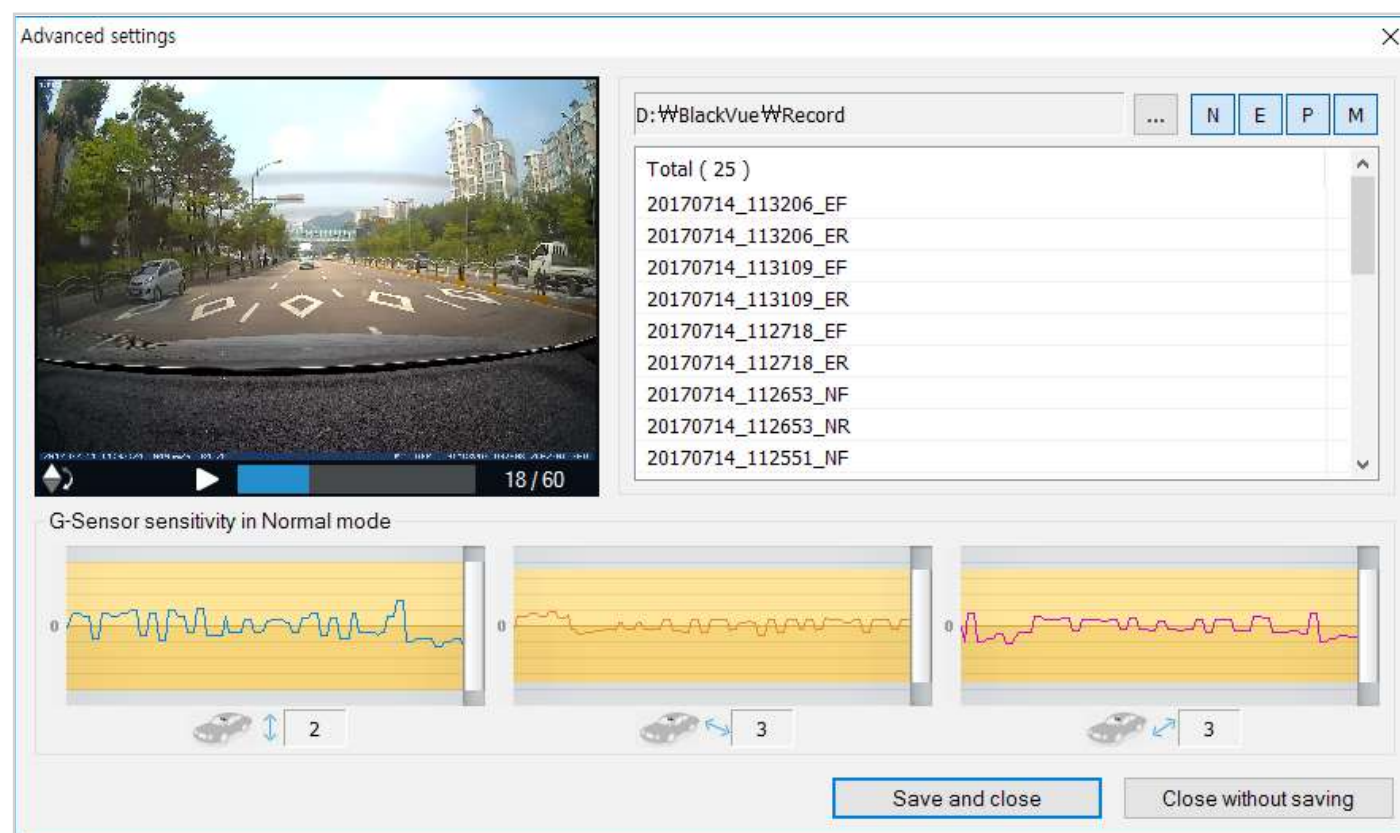 Advanced settings
D:₩BlackVue₩Record
...
N
E
P
M
Total ( 25 )
20170714_113206_EF
20170714_113206_ER
20170714_113109_EF
20170714_113109_ER
20170714_112718_EF
20170714_112718_ER
20170714_112653_NF
20170714_112653_NR
20170714_112551_NF
18 / 60
G-Sensor sensitivity in Normal mode
0
0
0
2
3
3
Save and close
Close without saving